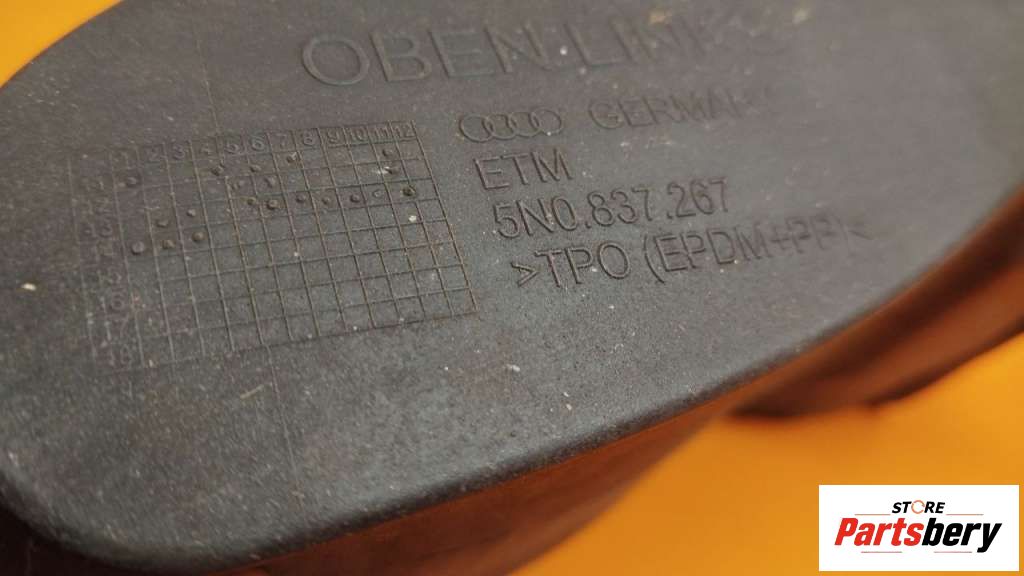 OBEN LINKS
GERMANY
ETM
5N0.837.267
>TPO (EPDM+PP)<
1 2 3 4 5 6 7 8 9 10 11 12
STORE
Partsbery